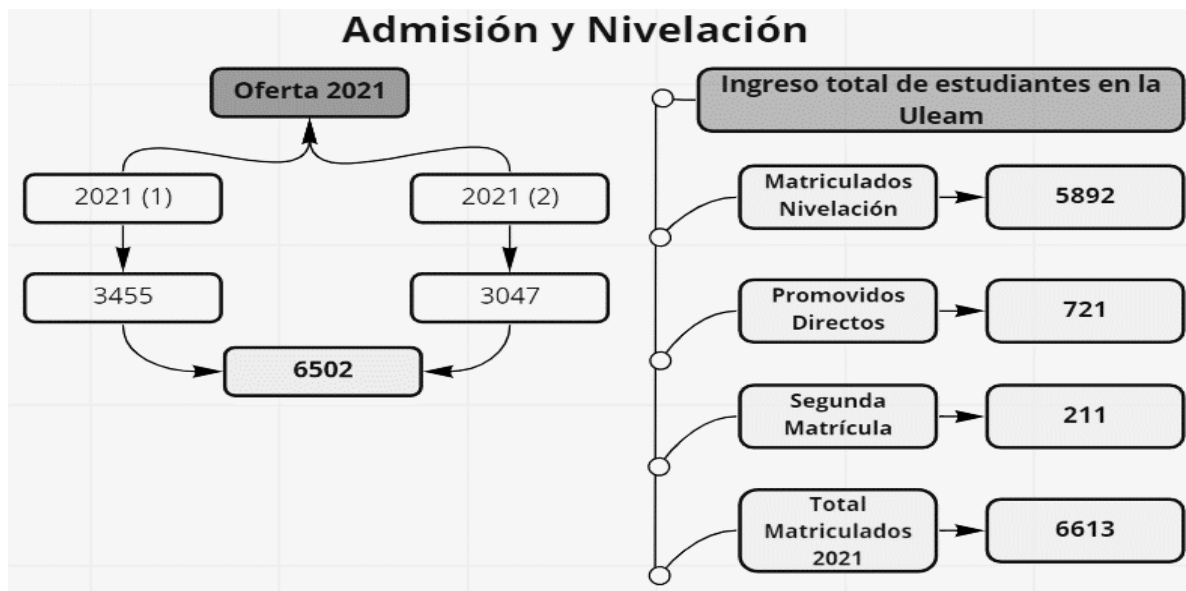 Admisión y Nivelación
Oferta 2021
2021 (1)
2021 (2)
3455
3047
6502
Ingreso total de estudiantes en la
Uleam
Matriculados
Nivelación
5892
Promovidos
Directos
721
Segunda
Matrícula
211
Total
Matriculados
2021
6613